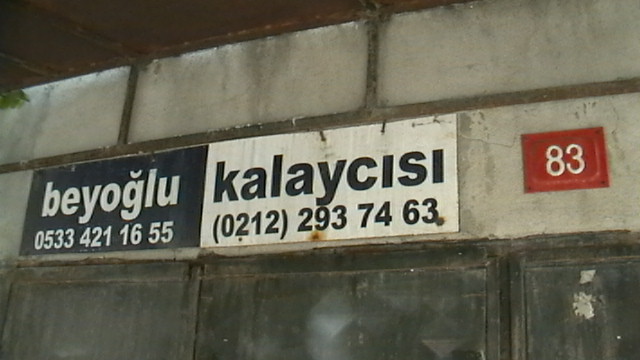 beyoğlu kalaycısı
0533 421 16 55 (0212) 293 74 63
83